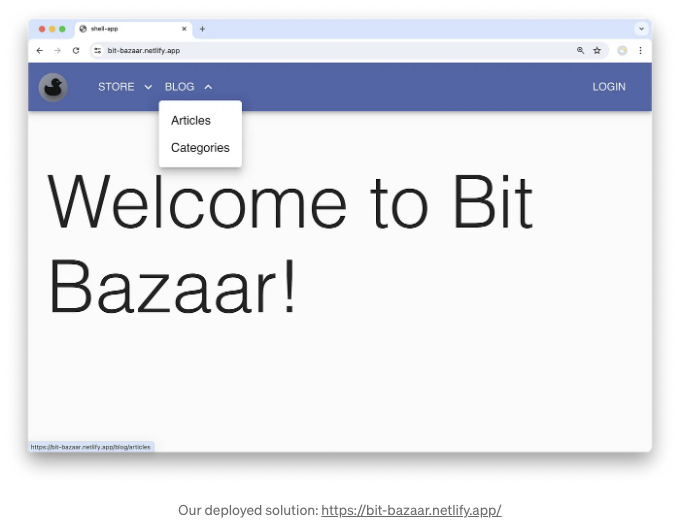 shell-app
bit-bazaar.netlify.app
STORE BLOG LOGIN
Articles
Categories
Welcome to Bit
Bazaar!
https://bit-bazaar.netlify.app/blog/articles
Our deployed solution: https://bit-bazaar.netlify.app/